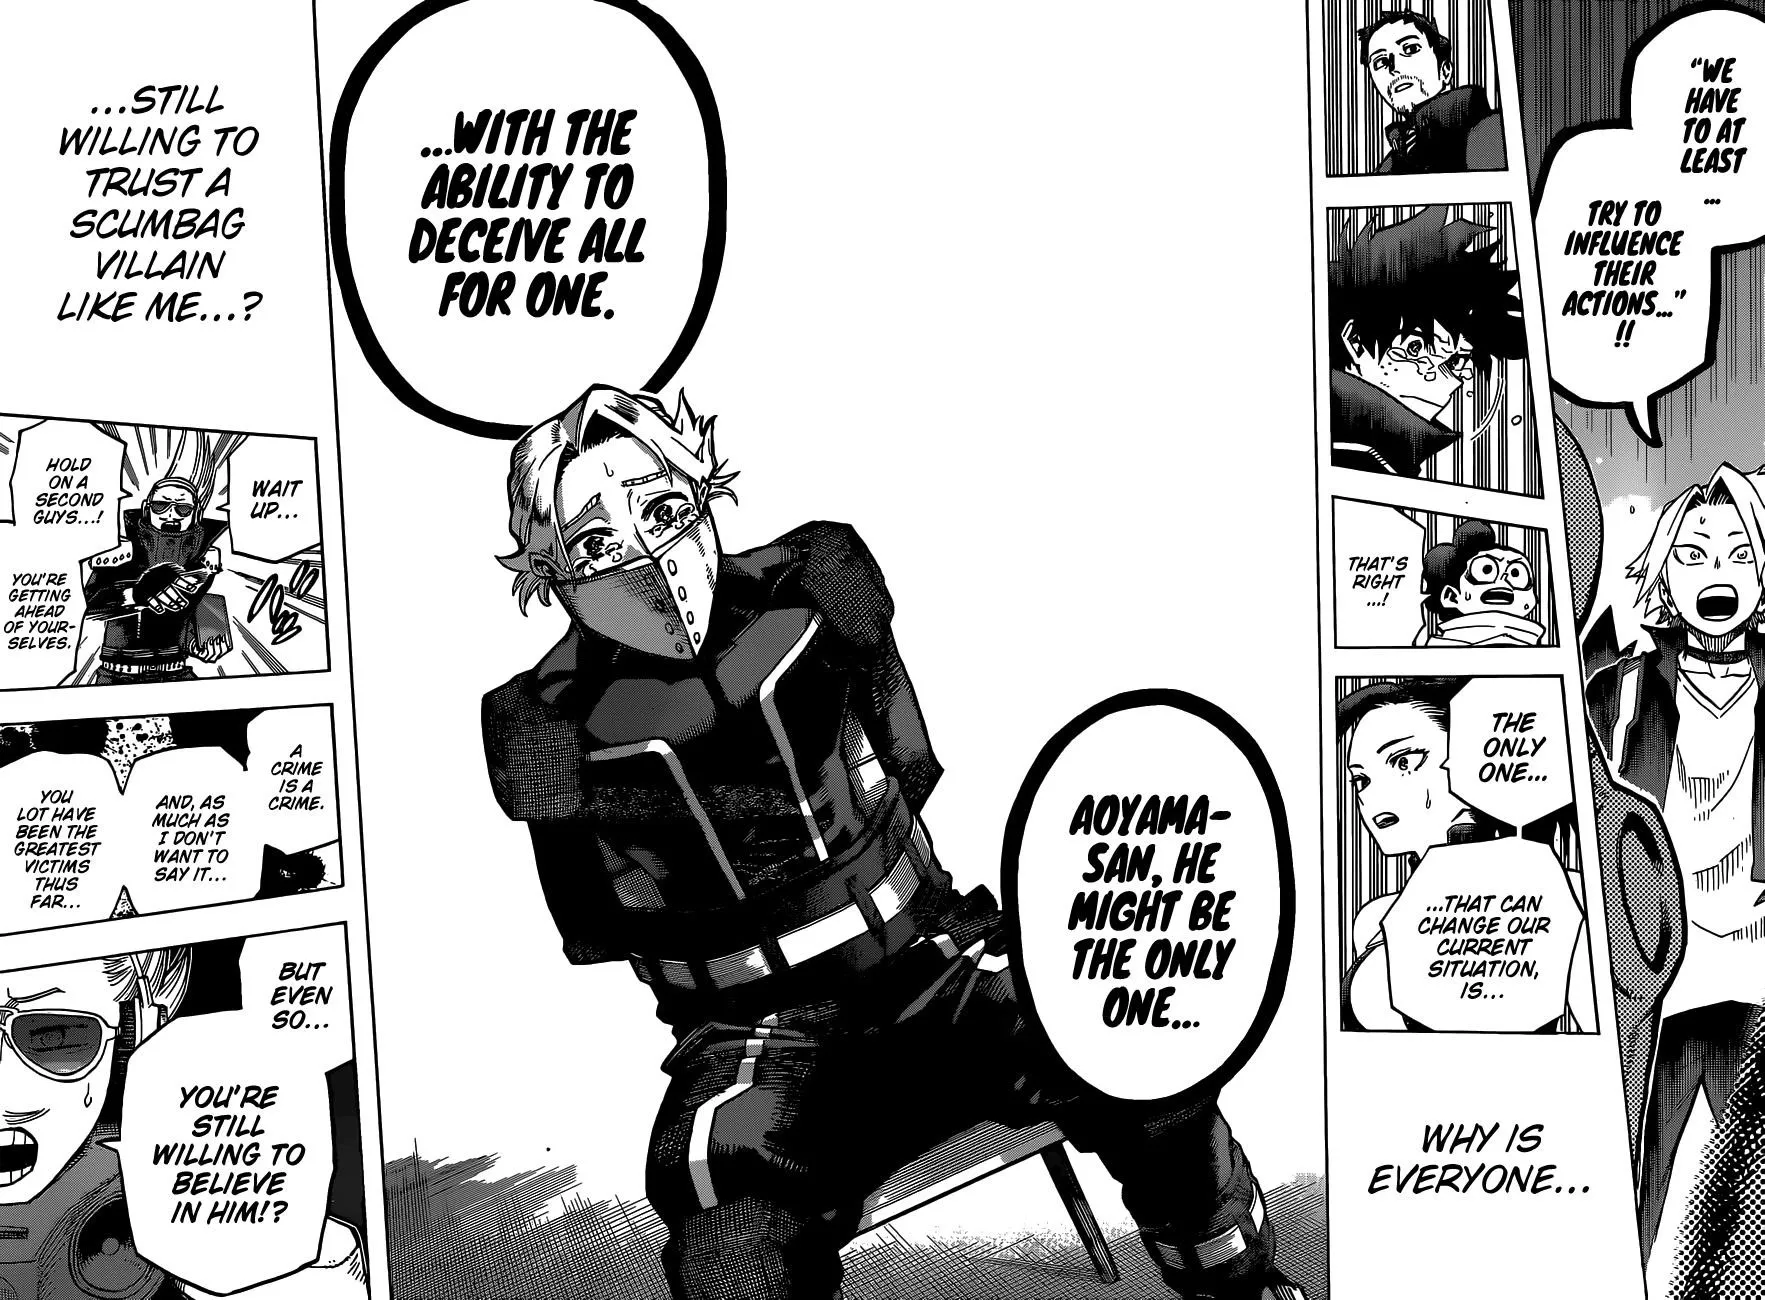 "WE
HAVE
TO AT
LEAST
...
TRY TO
INFLUENCE
THEIR
ACTIONS..."
!!
THAT'S
RIGHT
...!
THE
ONLY
ONE...
...THAT CAN
CHANGE OUR
CURRENT
SITUATION,
IS...
WHY IS
EVERYONE...
AOYAMA-
SAN, HE
MIGHT BE
THE ONLY
ONE...
...WITH THE
ABILITY TO
DECEIVE ALL
FOR ONE.
...STILL
WILLING TO
TRUST A
SCUMBAG
VILLAIN
LIKE ME...?
WAIT
UP...
HOLD
ON A
SECOND
GUYS...!
YOU'RE
GETTING
AHEAD
OF YOUR-
SELVES.
A
CRIME
IS A
CRIME.
AND, AS
MUCH AS
I DON'T
WANT TO
SAY IT...
YOU
LOT HAVE
BEEN THE
GREATEST
VICTIMS
THUS
FAR...
BUT
EVEN
SO...
YOU'RE
STILL
WILLING TO
BELIEVE
IN HIM!?